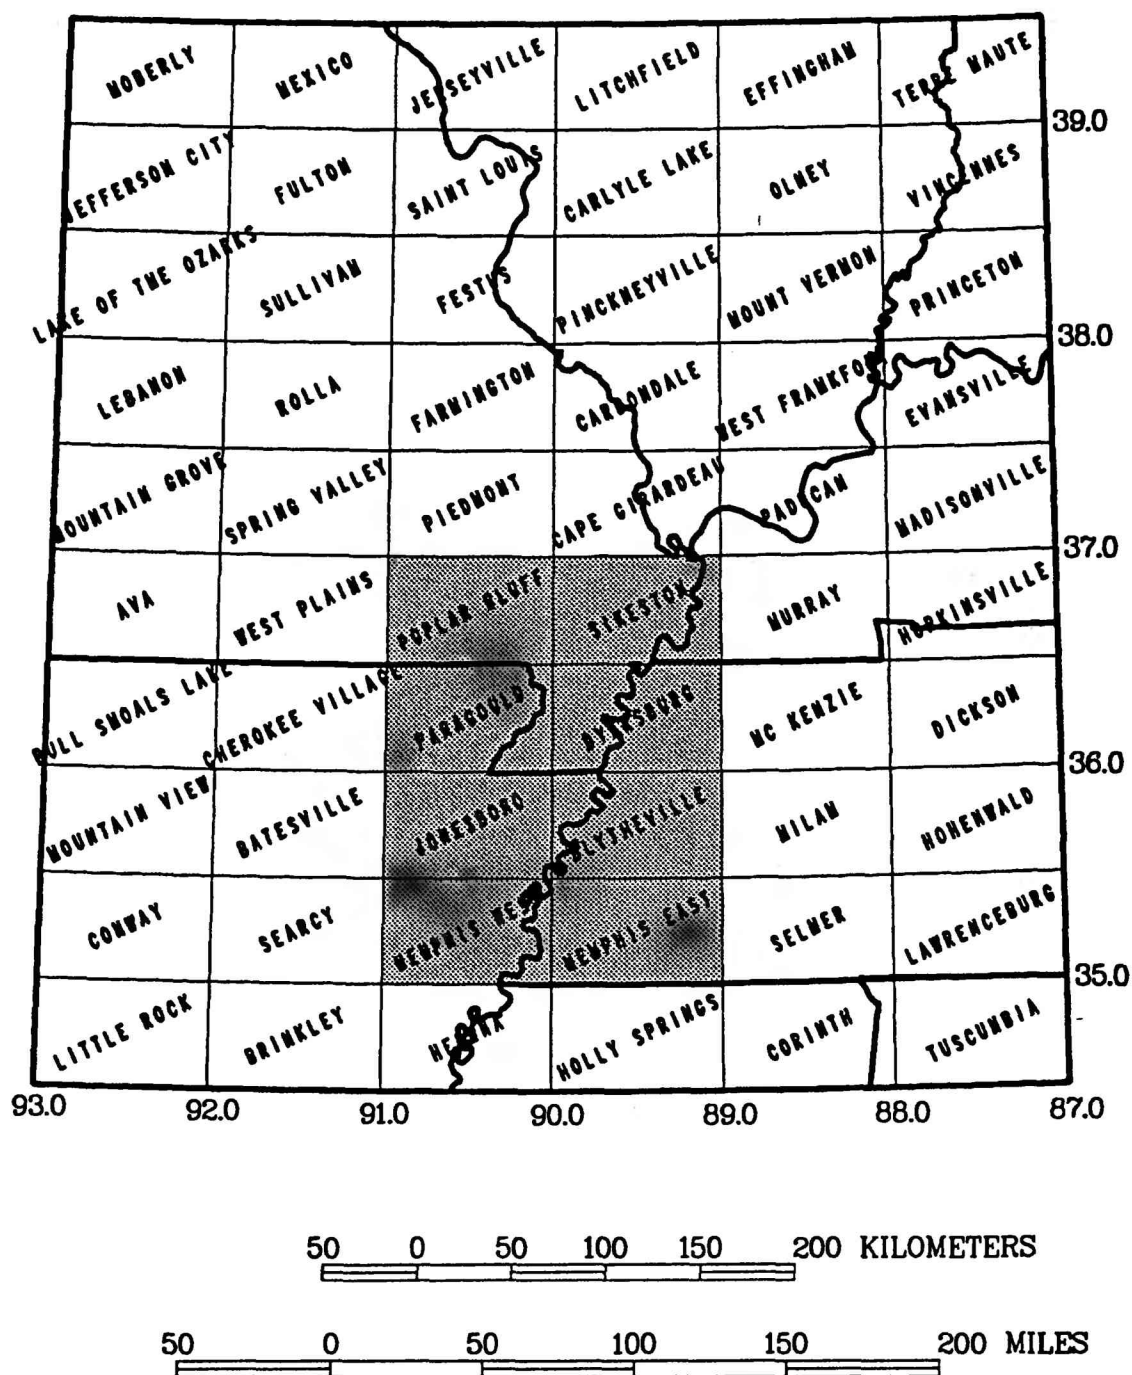 MOBERLY MEXICO JERSEYVILLE LITCHFIELD EFFINGHAM TERRE HAUTE
39.0
JEFFERSON CITY FULTON SAINT LOUIS CARLYLE LAKE OLNEY VINCENNES
LAKE OF THE OZARKS SULLIVAN FESTUS PINCKNEYVILLE MOUNT VERNON PRINCETON
38.0
LEBANON ROLLA FARMINGTON CARBONDALE WEST FRANKFORT EVANSVILLE
MOUNTAIN GROVE SPRING VALLEY PIEDMONT CAPE GIRARDEAU PADUCAN MADISONVILLE
37.0
AVA WEST PLAINS POPLAR BLUFF SIKESTON MURRAY HOPKINSVILLE
BULL SHOALS LAKE CHEROKEE VILLAGE PARAGOULD DYERSBURG MC KENZIE DICKSON
36.0
MOUNTAIN VIEW BATESVILLE JONESBORO BLYTHEVILLE MILAN HOHENWALD
CONWAY SEARCY MEMPHIS WEST MEMPHIS EAST SELMER LAWRENCEBURG
35.0
LITTLE ROCK BRINKLEY HELENA HOLLY SPRINGS CORINTH TUSCUMBIA
93.0 92.0 91.0 90.0 89.0 88.0 87.0
50 0 50 100 150 200 KILOMETERS
50 0 50 100 150 200 MILES